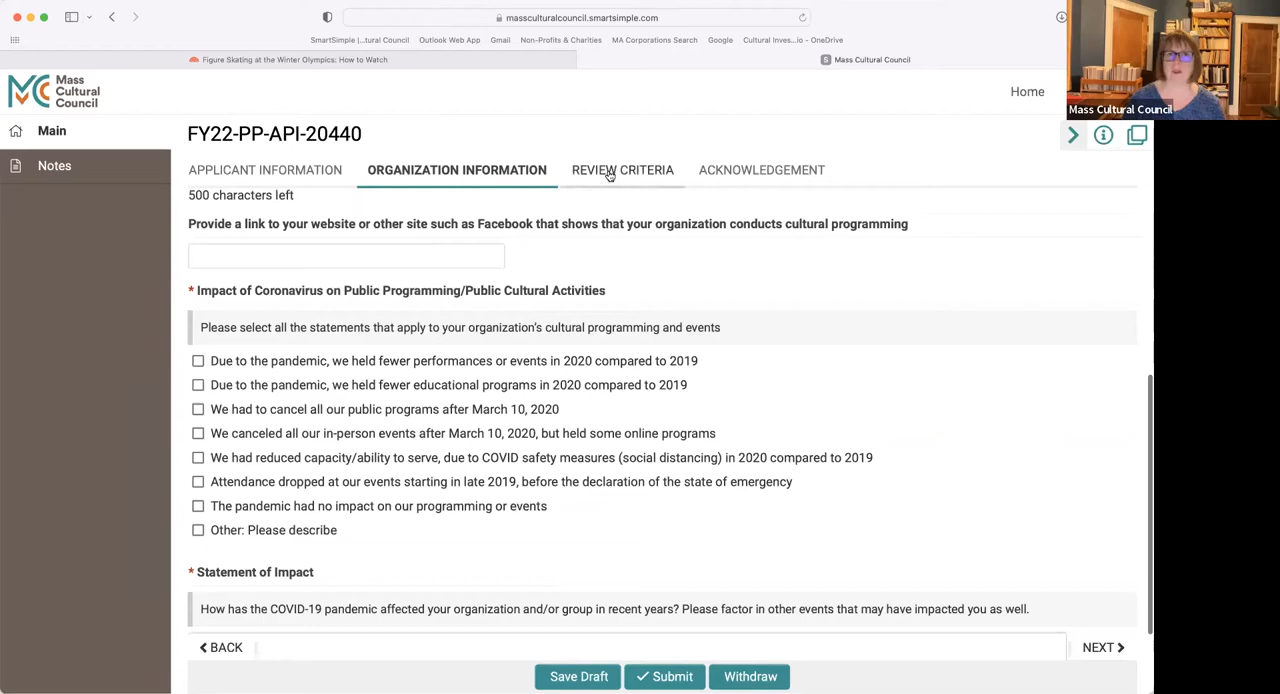 massculturalcouncil.smartsimple.com
SmartSimple |...tural Council Outlook Web App Gmail Non-Profits & Charities MA Corporations Search Google Cultural Inves...io - OneDrive
Figure Skating at the Winter Olympics: How to Watch
S Mass Cultural Council
Mass Cultural Council
MC Mass
Cultural
Council
Home
Main
Notes
FY22-PP-API-20440
APPLICANT INFORMATION ORGANIZATION INFORMATION REVIEW CRITERIA ACKNOWLEDGEMENT
500 characters left
Provide a link to your website or other site such as Facebook that shows that your organization conducts cultural programming
* Impact of Coronavirus on Public Programming/Public Cultural Activities
Please select all the statements that apply to your organization's cultural programming and events
Due to the pandemic, we held fewer performances or events in 2020 compared to 2019
Due to the pandemic, we held fewer educational programs in 2020 compared to 2019
We had to cancel all our public programs after March 10, 2020
We canceled all our in-person events after March 10, 2020, but held some online programs
We had reduced capacity/ability to serve, due to COVID safety measures (social distancing) in 2020 compared to 2019
Attendance dropped at our events starting in late 2019, before the declaration of the state of emergency
The pandemic had no impact on our programming or events
Other: Please describe
* Statement of Impact
How has the COVID-19 pandemic affected your organization and/or group in recent years? Please factor in other events that may have impacted you as well.
BACK NEXT
Save Draft Submit Withdraw